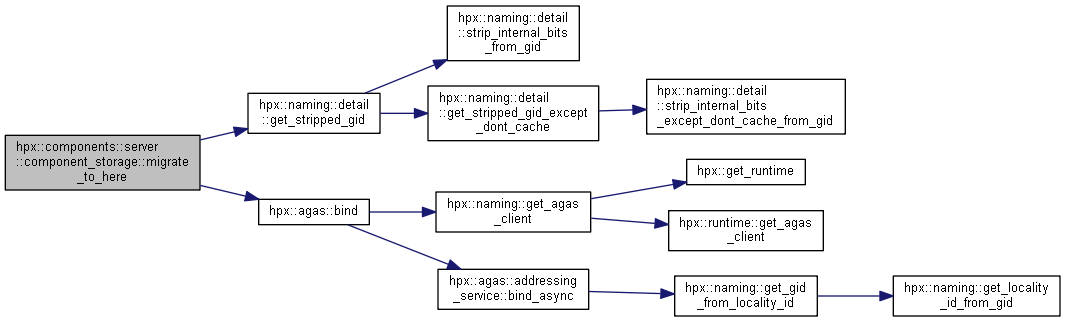 hpx::naming::detail
::strip_internal_bits
_from_gid
hpx::naming::detail
::get_stripped_gid
hpx::naming::detail
::get_stripped_gid_except
_dont_cache
hpx::naming::detail
::strip_internal_bits
_except_dont_cache_from_gid
hpx::components::server
::component_storage::migrate
_to_here
hpx::get_runtime
hpx::agas::bind
hpx::naming::get_agas
_client
hpx::runtime::get_agas
_client
hpx::agas::addressing
_service::bind_async
hpx::naming::get_gid
_from_locality_id
hpx::naming::get_locality
_id_from_gid